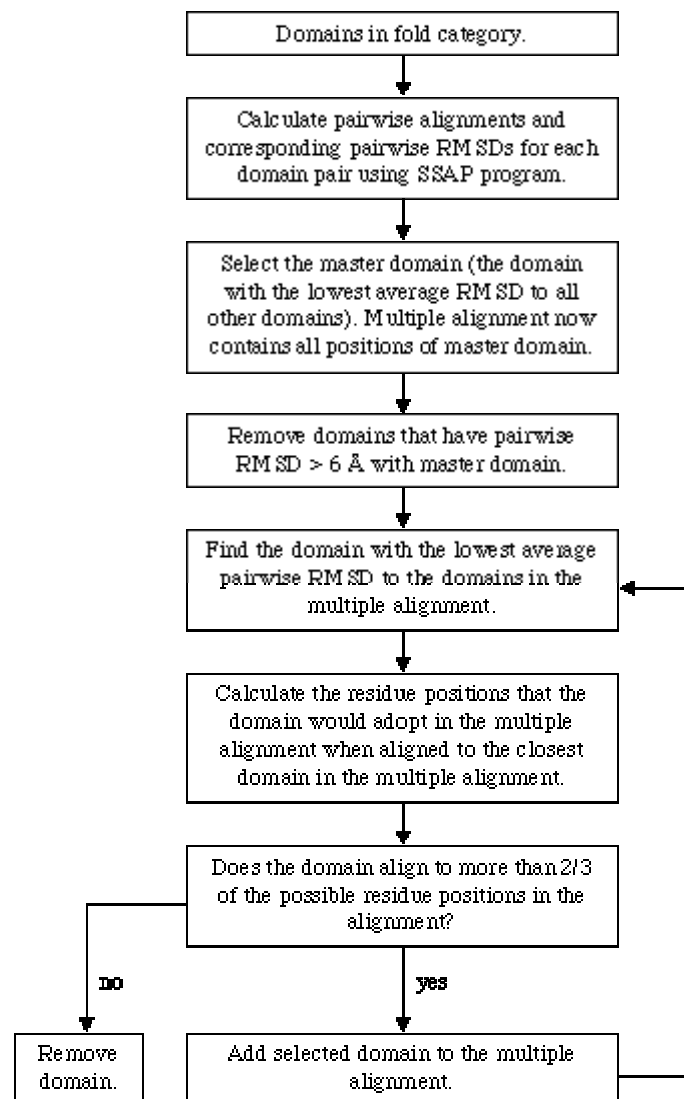 Domains in fold category.
Calculate pairwise alignments and
corresponding pairwise RMSDs for each
domain pair using SSAP program.
Select the master domain (the domain
with the lowest average RMSD to all
other domains). Multiple alignment now
contains all positions of master domain.
Remove domains that have pairwise
RMSD > 6 Å with master domain.
Find the domain with the lowest average
pairwise RMSD to the domains in the
multiple alignment.
Calculate the residue positions that the
domain would adopt in the multiple
alignment when aligned to the closest
domain in the multiple alignment.
Does the domain align to more than 2/3
of the possible residue positions in the
alignment?
no
yes
Remove
domain.
Add selected domain to the multiple
alignment.